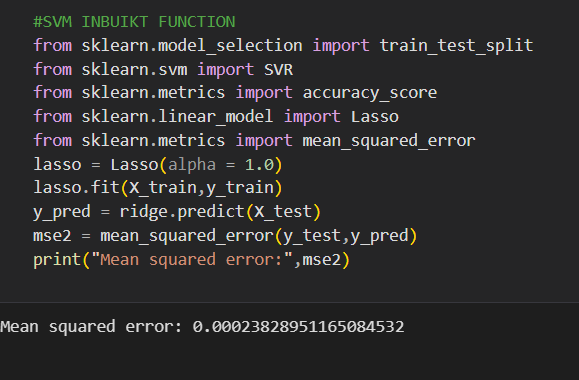 #SVM INBUIKT FUNCTION
from sklearn.model_selection import train_test_split
from sklearn.svm import SVR
from sklearn.metrics import accuracy_score
from sklearn.linear_model import Lasso
from sklearn.metrics import mean_squared_error
lasso = Lasso(alpha = 1.0)
lasso.fit(X_train,y_train)
y_pred = ridge.predict(X_test)
mse2 = mean_squared_error(y_test,y_pred)
print("Mean squared error:",mse2)
Mean squared error: 0.00023828951165084532